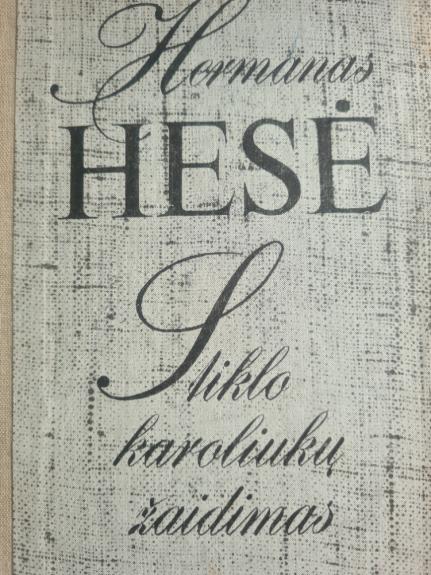 Hermanas
HESĖ
Stiklo
karoliukų
žaidimas